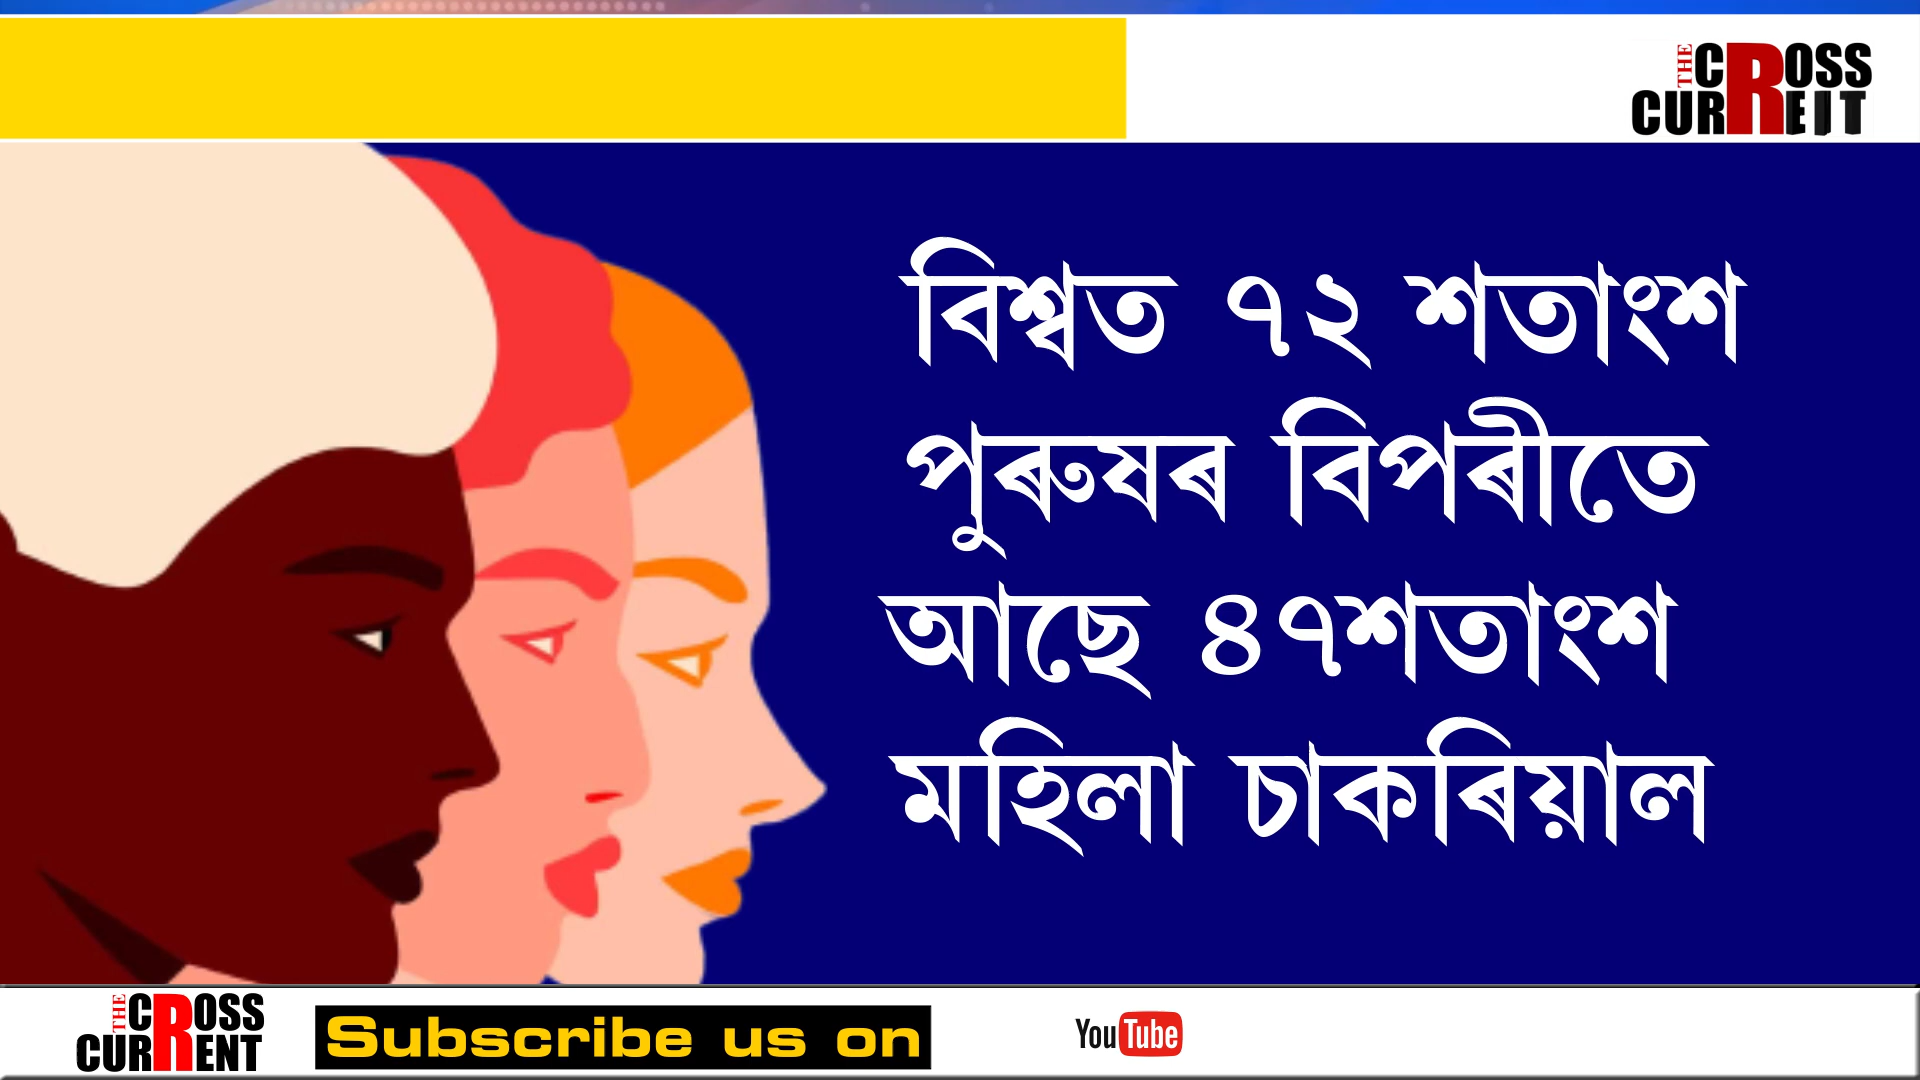 THE CROSS
CURRENT
বিশ্বত ৭২ শতাংশ
পুৰুষৰ বিপৰীতে
আছে ৪৭শতাংশ
মহিলা চাকৰিয়াল
THE CROSS
CURRENT
Subscribe us on
YouTube